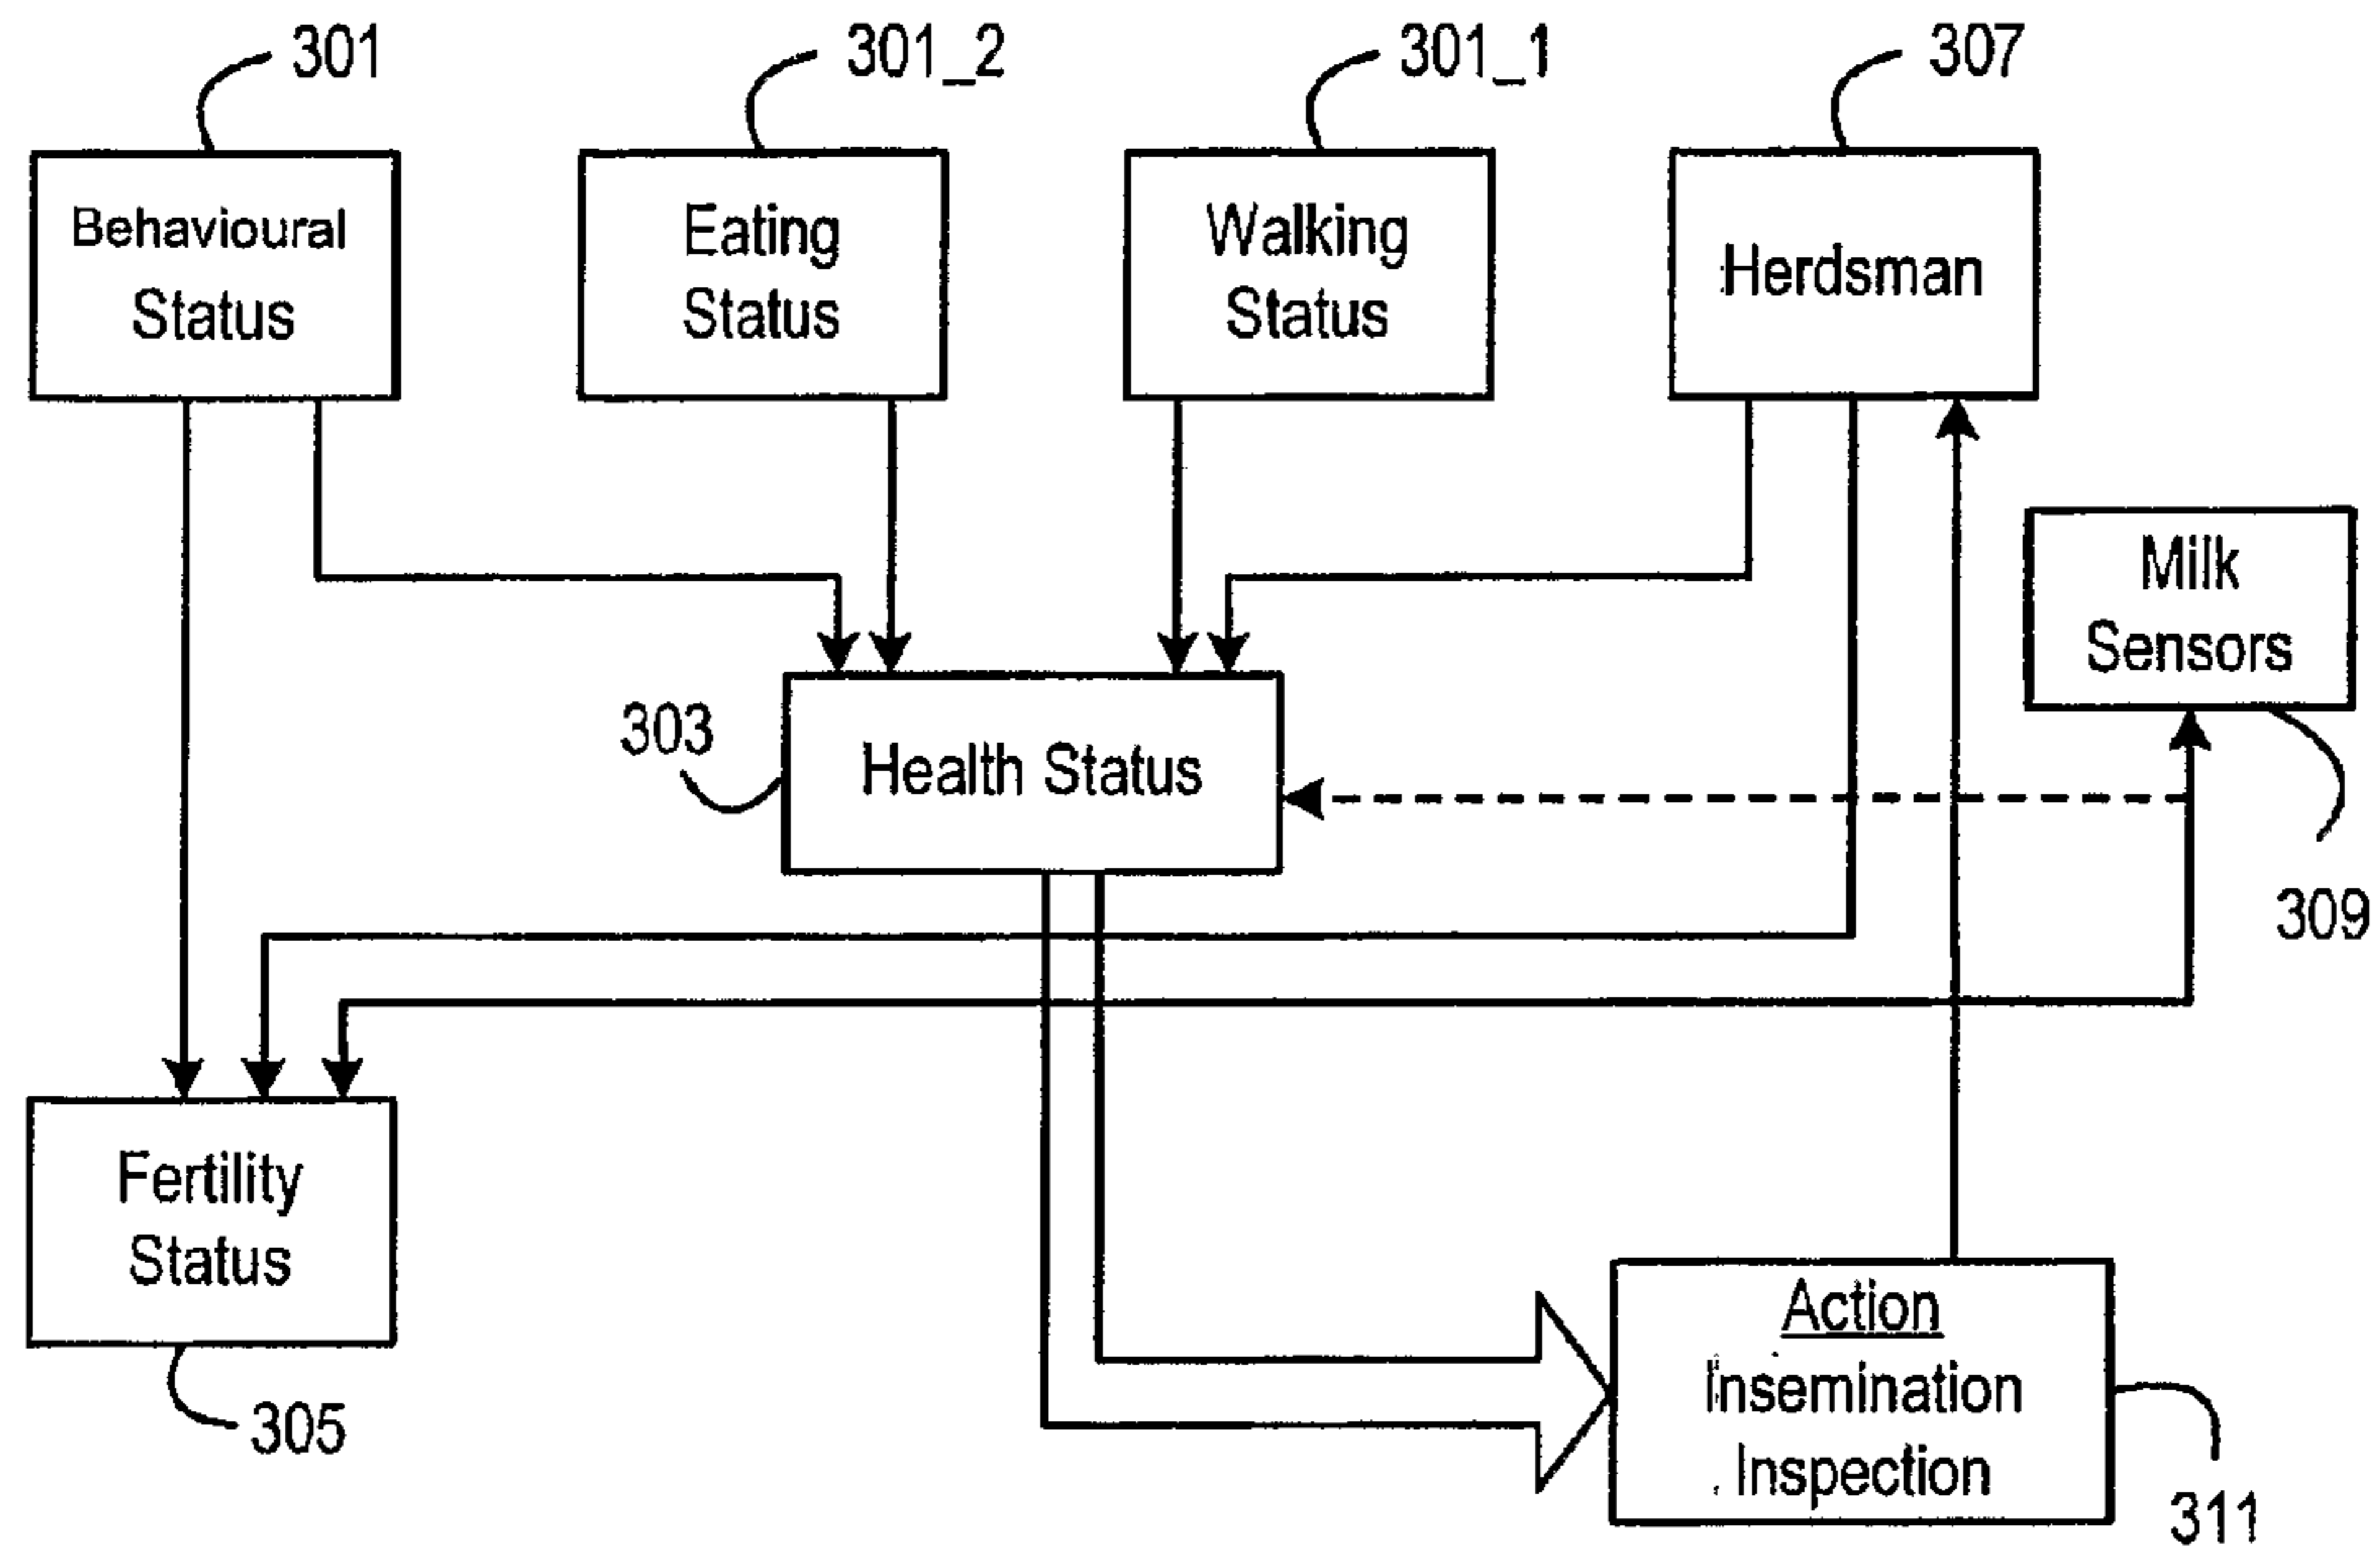 301
301_2
301_1
307
Behavioural
Status
Eating
Status
Walking
Status
Herdsman
Milk
Sensors
303
Health Status
309
Fertility
Status
305
Action
Insemination
Inspection
311